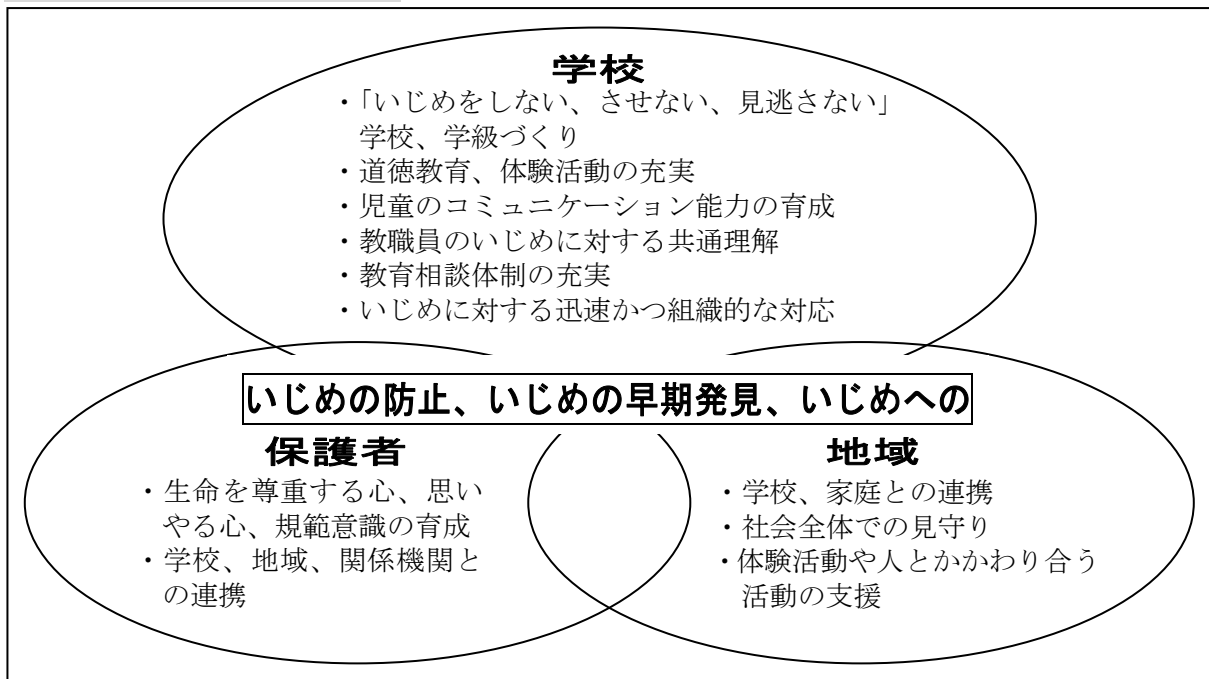 学校
・「いじめをしない、させない、見逃さない」
学校、学級づくり
・道徳教育、体験活動の充実
・児童のコミュニケーション能力の育成
・教職員のいじめに対する共通理解
・教育相談体制の充実
・いじめに対する迅速かつ組織的な対応
いじめの防止、いじめの早期発見、いじめへの
保護者
・生命を尊重する心、思い
やる心、規範意識の育成
・学校、地域、関係機関と
の連携
地域
・学校、家庭との連携
・社会全体での見守り
・体験活動や人とかかわり合う
活動の支援